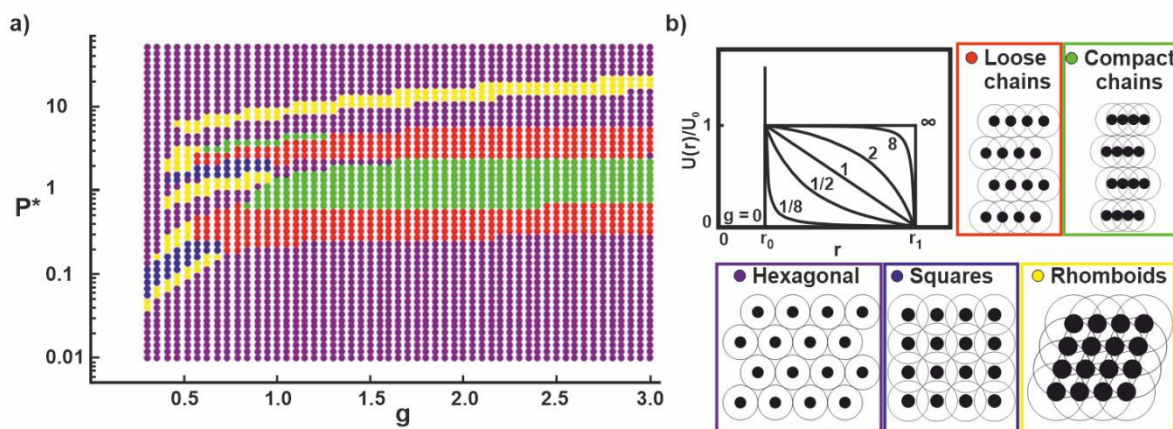 a)
10
1
P*
0.1
0.01
0.5
1.0
1.5
2.0
2.5
3.0
g
b)
U(r)/U₀
1
0
∞
8
2
1
1/2
1/8
g = 0
0
r₀
r
r₁
Loose
chains
Compact
chains
Hexagonal
Squares
Rhomboids